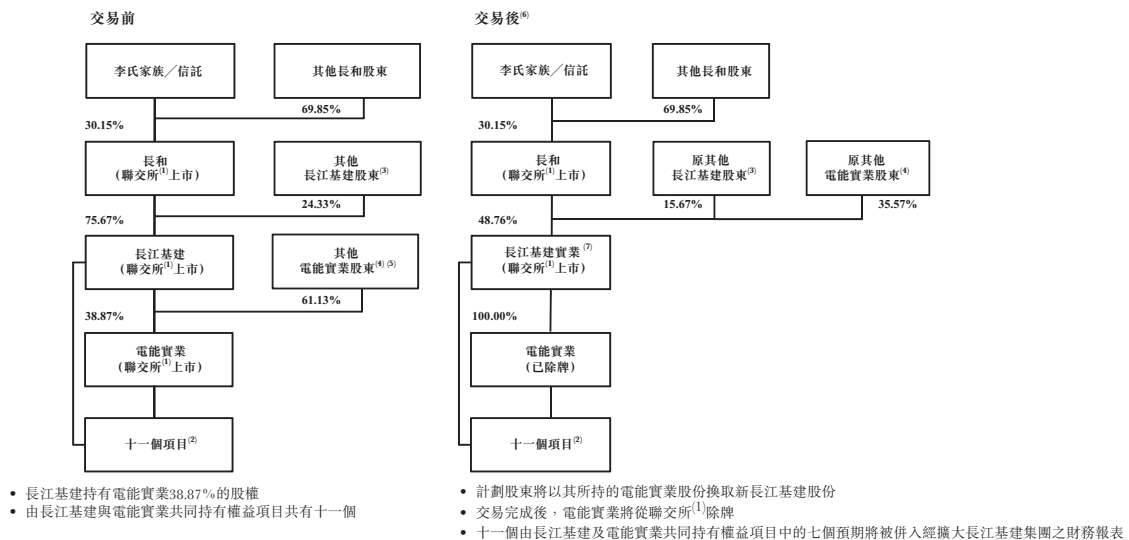 交易前
李氏家族／信託
其他長和股東
69.85%
30.15%
長和
(聯交所(1)上市)
其他
長江基建股東(3)
24.33%
75.67%
長江基建
(聯交所(1)上市)
其他
電能實業股東(4) (5)
61.13%
38.87%
電能實業
(聯交所(1)上市)
十一個項目(2)
• 長江基建持有電能實業38.87%的股權
• 由長江基建與電能實業共同持有權益項目共有十一個
交易後(6)
李氏家族／信託
其他長和股東
69.85%
30.15%
長和
(聯交所(1)上市)
原其他
長江基建股東(3)
原其他
電能實業股東(4)
15.67%
35.57%
48.76%
長江基建實業(7)
(聯交所(1)上市)
100.00%
電能實業
(已除牌)
十一個項目(2)
• 計劃股東將以其所持的電能實業股份換取新長江基建股份
• 交易完成後，電能實業將從聯交所(1)除牌
• 十一個由長江基建及電能實業共同持有權益項目中的七個預期將被併入經擴大長江基建集團之財務報表